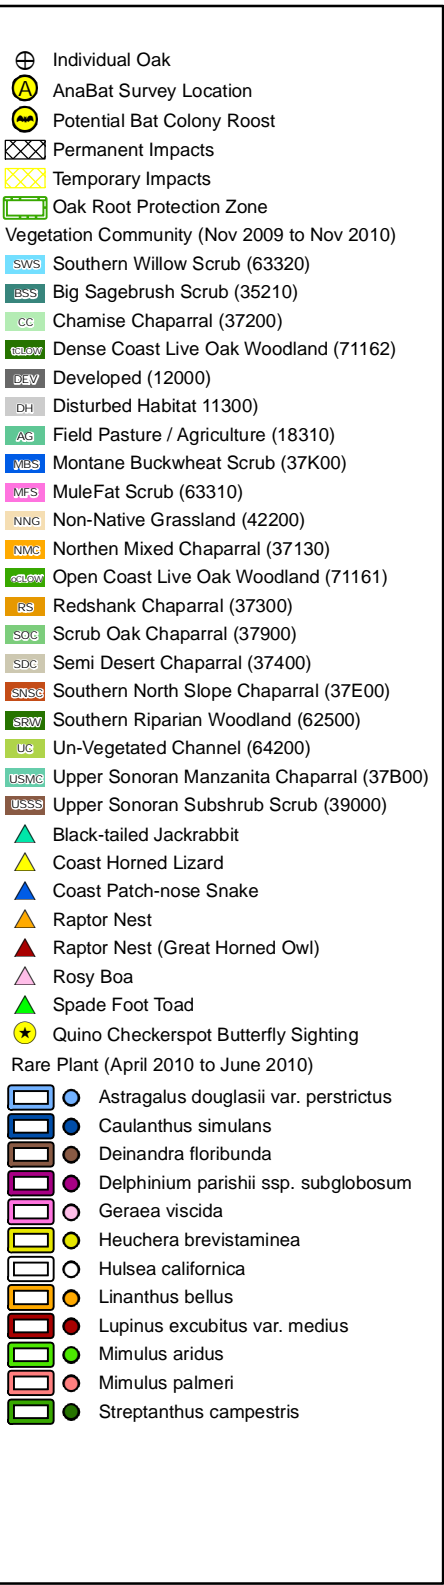 Individual Oak
A AnaBat Survey Location
Potential Bat Colony Roost
Permanent Impacts
Temporary Impacts
Oak Root Protection Zone
Vegetation Community (Nov 2009 to Nov 2010)
SWS Southern Willow Scrub (63320)
BSS Big Sagebrush Scrub (35210)
CC Chamise Chaparral (37200)
Dense Coast Live Oak Woodland (71162)
DEV Developed (12000)
DH Disturbed Habitat 11300)
AG Field Pasture / Agriculture (18310)
MBS Montane Buckwheat Scrub (37K00)
MFS MuleFat Scrub (63310)
NNG Non-Native Grassland (42200)
NMC Northen Mixed Chaparral (37130)
Open Coast Live Oak Woodland (71161)
RS Redshank Chaparral (37300)
SOC Scrub Oak Chaparral (37900)
SDC Semi Desert Chaparral (37400)
SNSC Southern North Slope Chaparral (37E00)
SRW Southern Riparian Woodland (62500)
UC Un-Vegetated Channel (64200)
USMC Upper Sonoran Manzanita Chaparral (37B00)
USSS Upper Sonoran Subshrub Scrub (39000)
Black-tailed Jackrabbit
Coast Horned Lizard
Coast Patch-nose Snake
Raptor Nest
Raptor Nest (Great Horned Owl)
Rosy Boa
Spade Foot Toad
Quino Checkerspot Butterfly Sighting
Rare Plant (April 2010 to June 2010)
Astragalus douglasii var. perstrictus
Caulanthus simulans
Deinandra floribunda
Delphinium parishii ssp. subglobosum
Geraea viscida
Heuchera brevistaminea
Hulsea californica
Linanthus bellus
Lupinus excubitus var. medius
Mimulus aridus
Mimulus palmeri
Streptanthus campestris